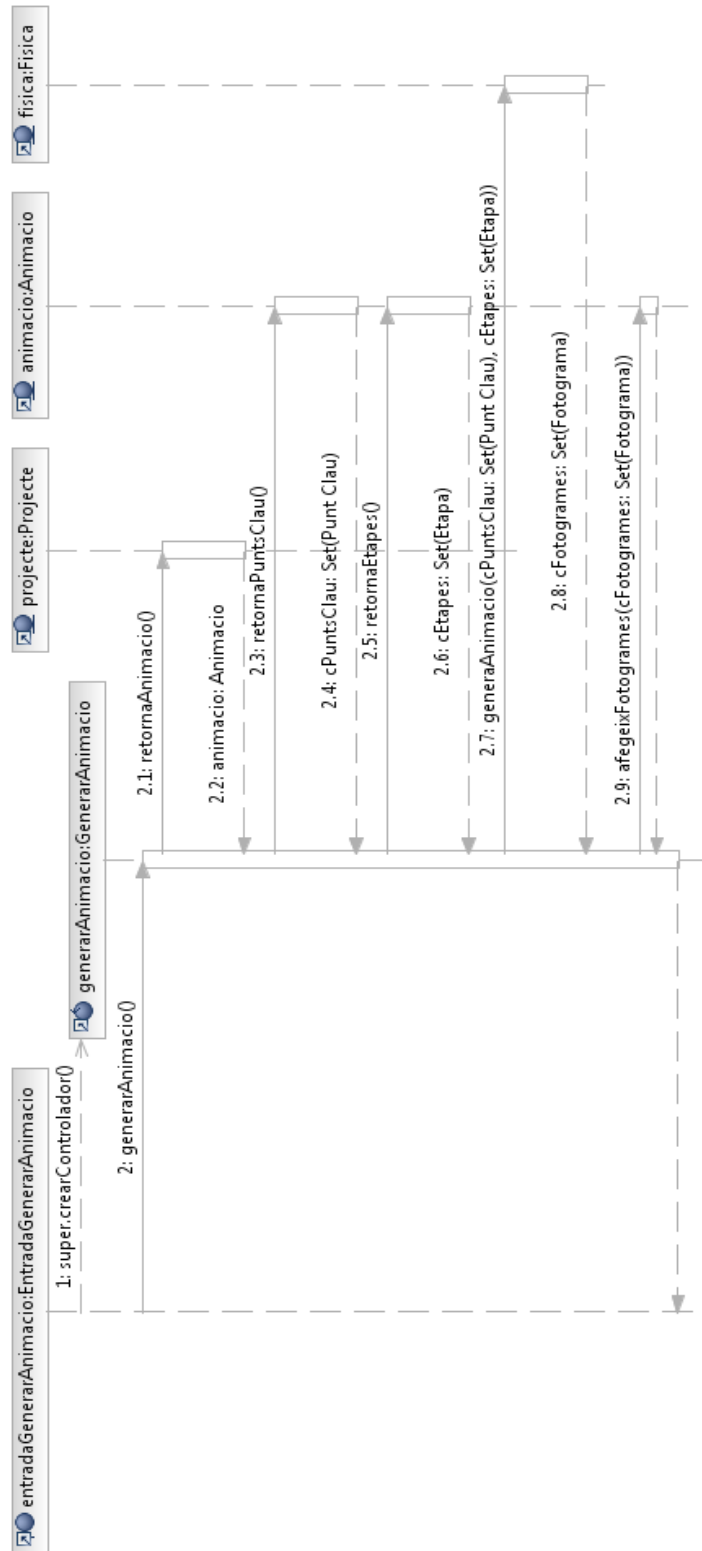 entradaGenerarAnimacio:EntradaGenerarAnimacio
generarAnimacio:GenerarAnimacio
projecte:Projecte
animacio:Animacio
fisica:Fisica
1: super.crearControlador()
2: generarAnimacio()
2.1: retornaAnimacio()
2.2: animacio: Animacio
2.3: retornaPuntsClau()
2.4: cPuntsClau: Set(Punt Clau)
2.5: retornaEtapes()
2.6: cEtapes: Set(Etapa)
2.7: generaAnimacio(cPuntsClau: Set(Punt Clau), cEtapes: Set(Etapa))
2.8: cFotogrames: Set(Fotograma)
2.9: afegeixFotogrames(cFotogrames: Set(Fotograma))